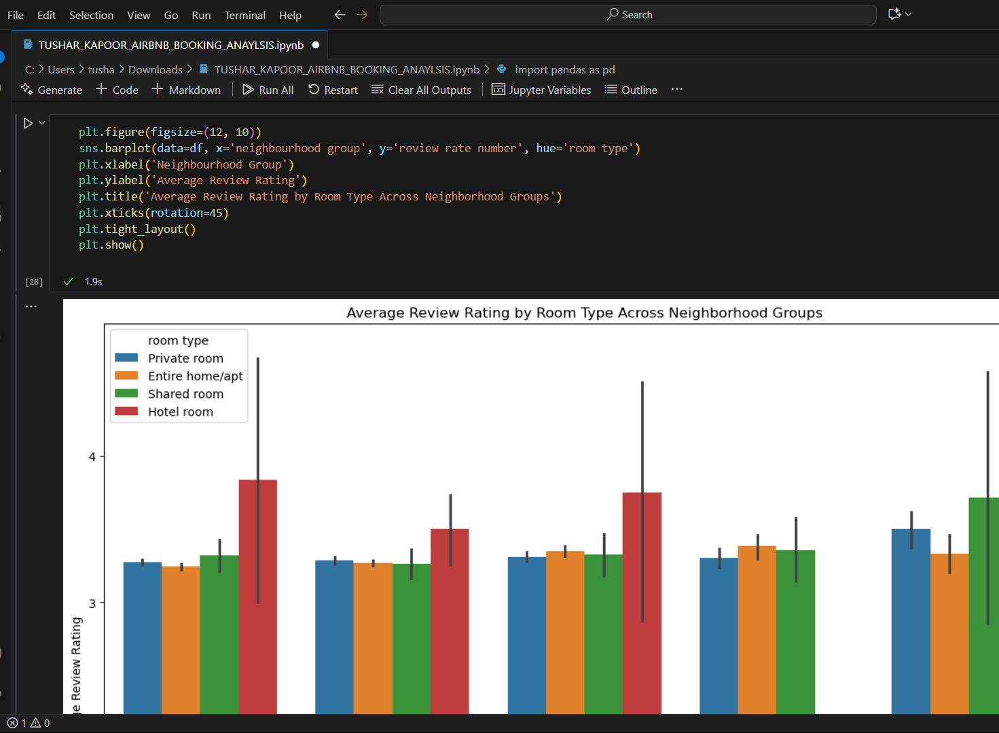 File Edit Selection View Go Run Terminal Help Search
TUSHAR_KAPOOR_AIRBNB_BOOKING_ANAYLSIS.ipynb
C: > Users > tusha > Downloads > TUSHAR_KAPOOR_AIRBNB_BOOKING_ANAYLSIS.ipynb > import pandas as pd
Generate + Code + Markdown Run All Restart Clear All Outputs Jupyter Variables Outline ...
plt.figure(figsize=(12, 10))
sns.barplot(data=df, x='neighbourhood group', y='review rate number', hue='room type')
plt.xlabel('Neighbourhood Group')
plt.ylabel('Average Review Rating')
plt.title('Average Review Rating by Room Type Across Neighborhood Groups')
plt.xticks(rotation=45)
plt.tight_layout()
plt.show()
[28] 1.9s
...
Average Review Rating by Room Type Across Neighborhood Groups
room type
Private room
Entire home/apt
Shared room
Hotel room
4
3
ge Review Rating
1 0